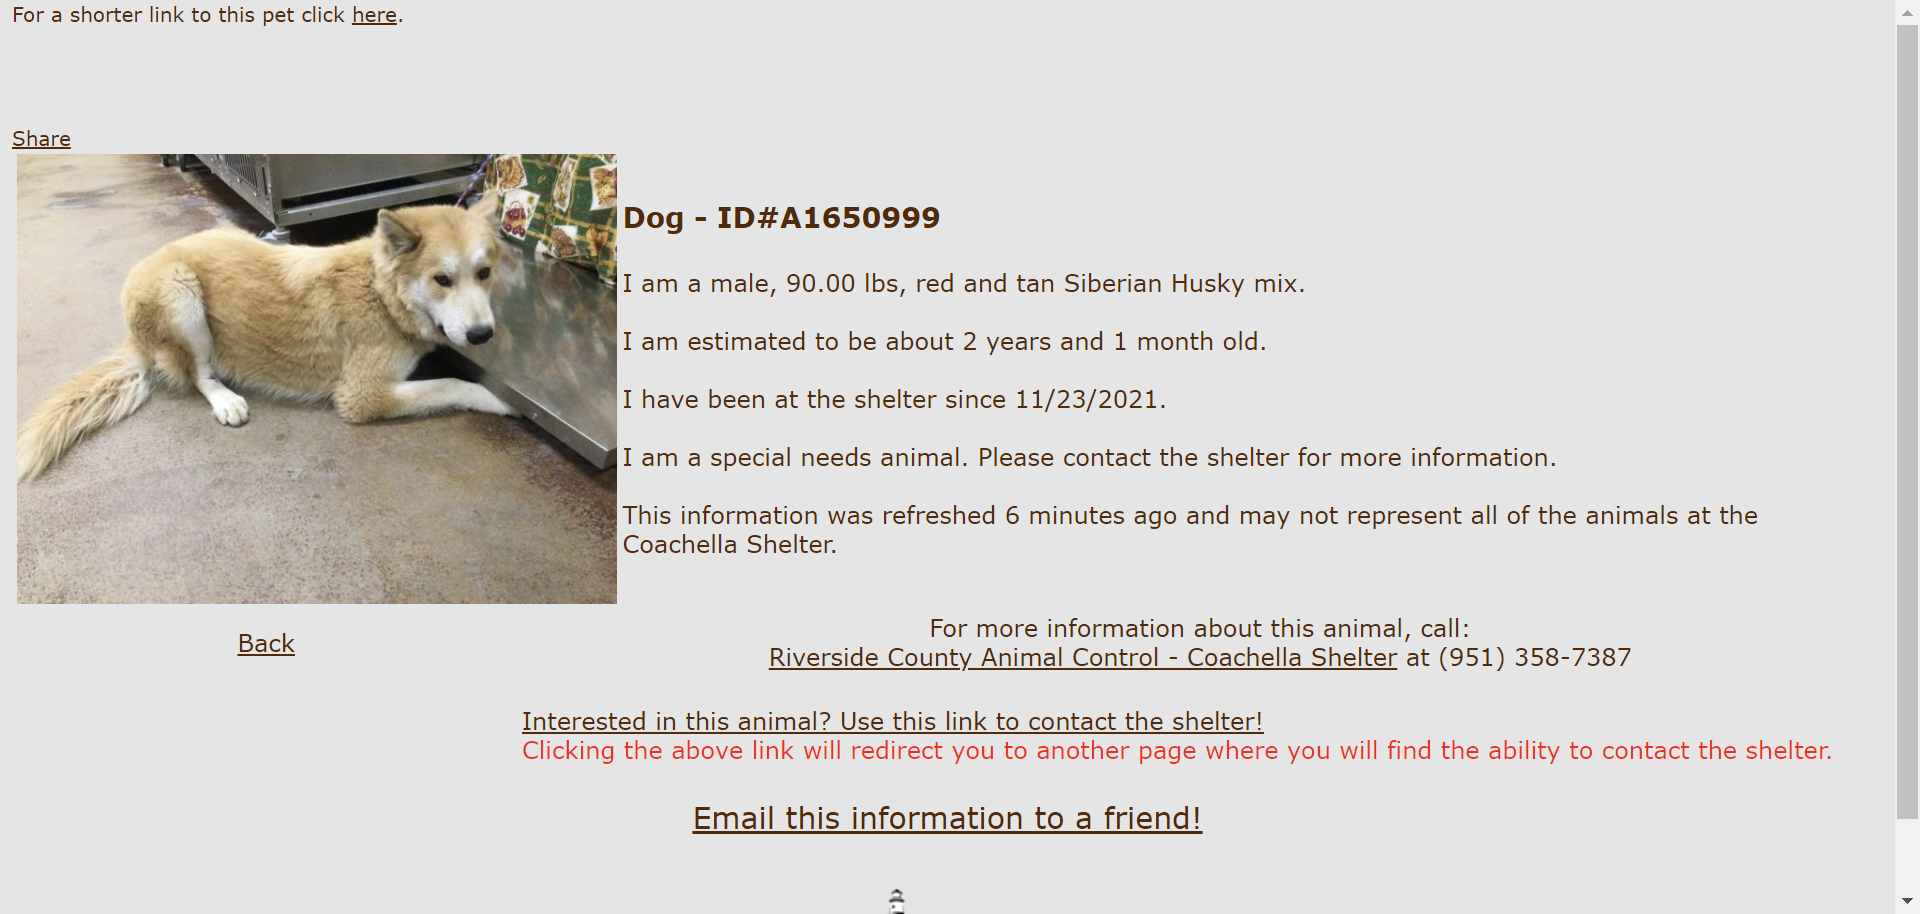 For a shorter link to this pet click here.
Share
Dog - ID#A1650999
I am a male, 90.00 lbs, red and tan Siberian Husky mix.
I am estimated to be about 2 years and 1 month old.
I have been at the shelter since 11/23/2021.
I am a special needs animal. Please contact the shelter for more information.
This information was refreshed 6 minutes ago and may not represent all of the animals at the
Coachella Shelter.
Back
For more information about this animal, call:
Riverside County Animal Control - Coachella Shelter at (951) 358-7387
Interested in this animal? Use this link to contact the shelter!
Clicking the above link will redirect you to another page where you will find the ability to contact the shelter.
Email this information to a friend!